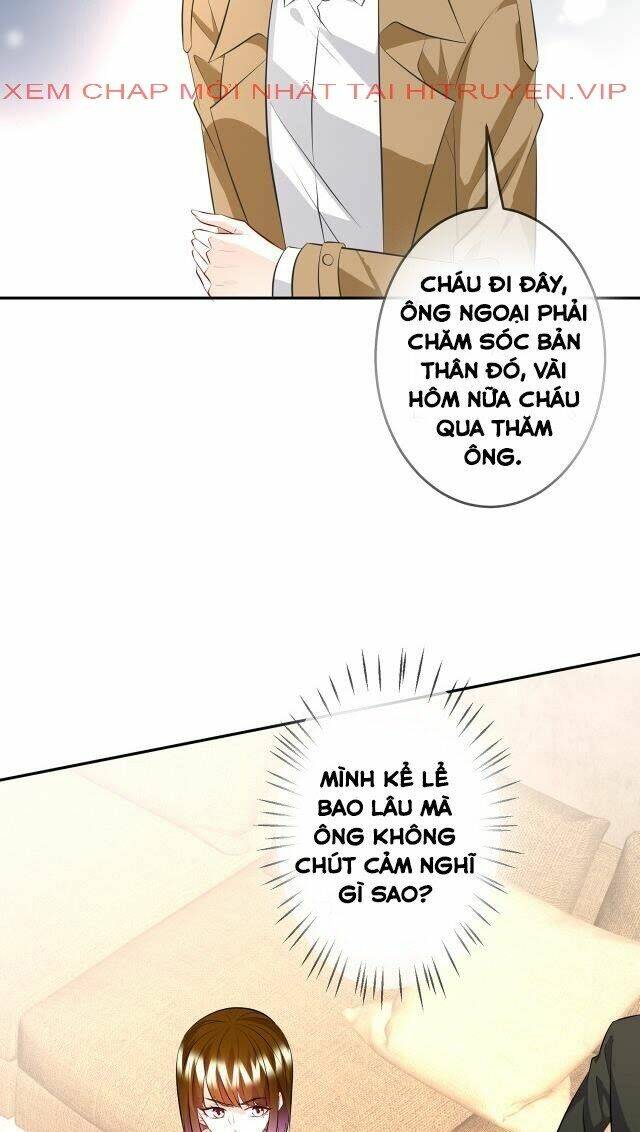 XEM CHAP MỚI NHẤT TẠI HITRUYEN.VIP
CHÁU ĐI ĐÂY,
ÔNG NGOẠI PHẢI
CHĂM SÓC BẢN
THÂN ĐÓ, VÀI
HÔM NỮA CHÁU
QUA THĂM
ÔNG.
MÌNH KỂ LỂ
BAO LÂU MÀ
ÔNG KHÔNG
CHÚT CẢM NGHĨ
GÌ SAO?